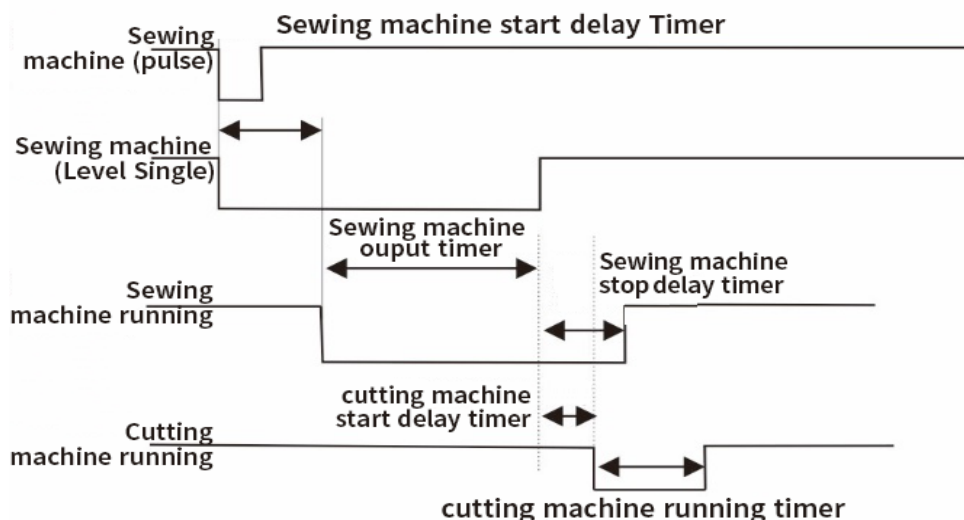 Sewing machine start delay Timer
Sewing
machine (pulse)
Sewing machine
(Level Single)
Sewing machine
ouput timer
Sewing machine
stop delay timer
Sewing
machine running
cutting machine
start delay timer
Cutting
machine running
cutting machine running timer